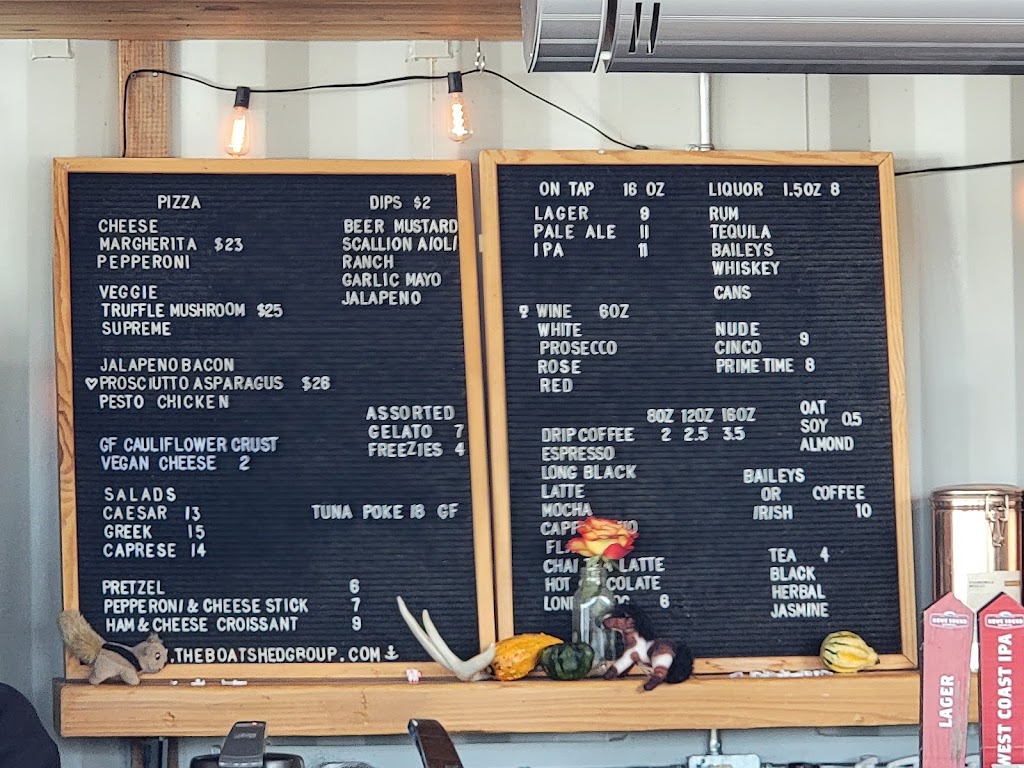 PIZZA
CHEESE
MARGHERITA $23
PEPPERONI
VEGGIE
TRUFFLE MUSHROOM $25
SUPREME
JALAPENO BACON
PROSCIUTTO ASPARAGUS $26
PESTO CHICKEN
GF CAULIFLOWER CRUST
VEGAN CHEESE 2
SALADS
CAESAR 13
GREEK 15
CAPRESE 14
DIPS $2
BEER MUSTARD
SCALLION AIOLI
RANCH
GARLIC MAYO
JALAPENO
ASSORTED
GELATO 7
FREEZIES 4
TUNA POKE 18 GF
PRETZEL 6
PEPPERONI & CHEESE STICK 7
HAM & CHEESE CROISSANT 9
.THEBOATSHEDGROUP.COM
ON TAP 16 OZ
LAGER 9
PALE ALE 11
IPA 11
WINE 6OZ
WHITE
PROSECCO
ROSE
RED
LIQUOR 1.5OZ 8
RUM
TEQUILA
BAILEYS
WHISKEY
CANS
NUDE
CINCO 9
PRIME TIME 8
8OZ 12OZ 16OZ
DRIP COFFEE 2 2.5 3.5
ESPRESSO
LONG BLACK
LATTE
MOCHA
LATTE
HOT
8
OAT
SOY 0.5
ALMOND
BAILEYS
OR COFFEE
IRISH 10
TEA 4
BLACK
HERBAL
JASMINE
LAGER
WEST COAST IPA